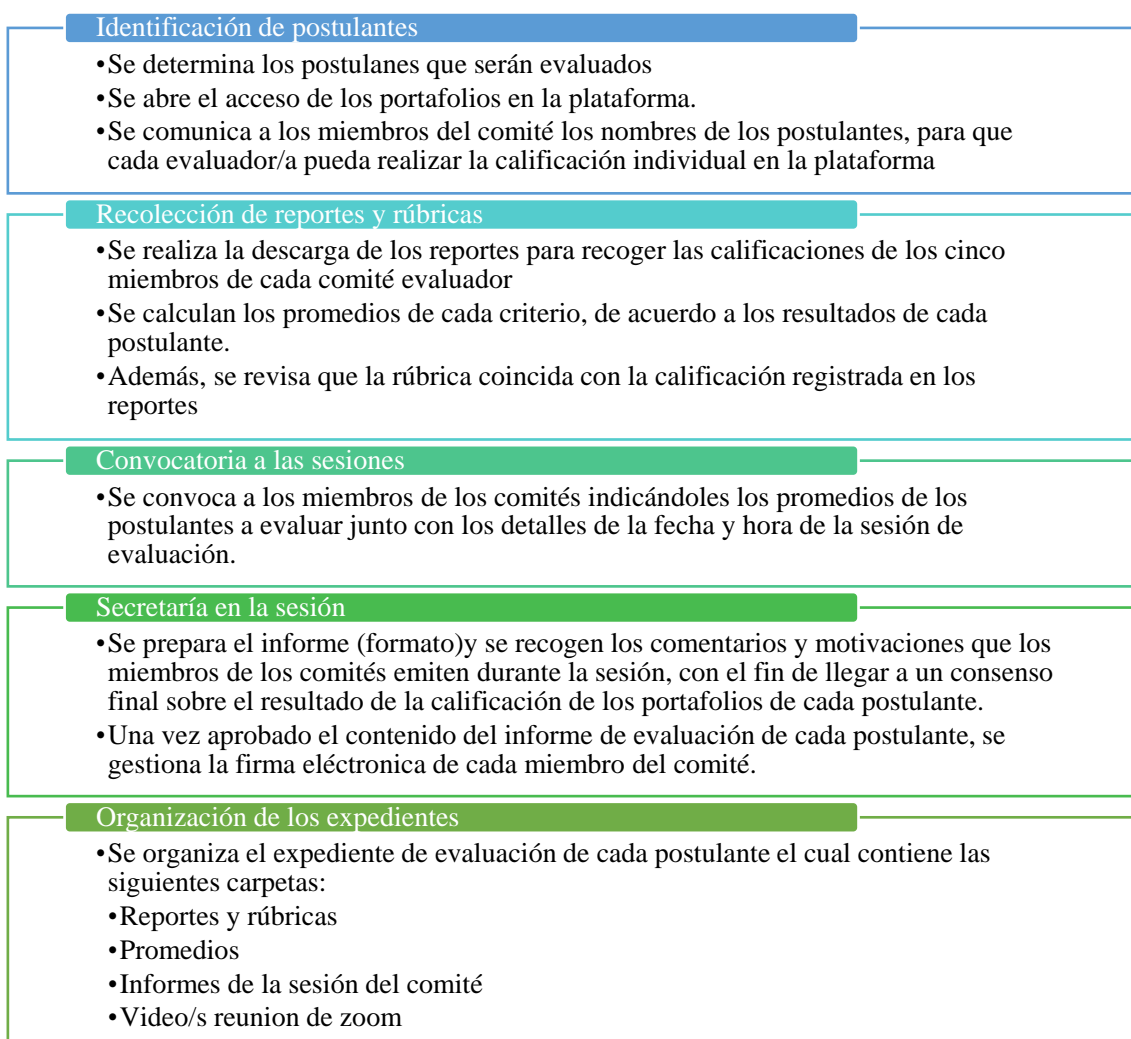 Identificación de postulantes
•Se determina los postulanes que serán evaluados
•Se abre el acceso de los portafolios en la plataforma.
•Se comunica a los miembros del comité los nombres de los postulantes, para que
cada evaluador/a pueda realizar la calificación individual en la plataforma
Recolección de reportes y rúbricas
•Se realiza la descarga de los reportes para recoger las calificaciones de los cinco
miembros de cada comité evaluador
•Se calculan los promedios de cada criterio, de acuerdo a los resultados de cada
postulante.
•Además, se revisa que la rúbrica coincida con la calificación registrada en los
reportes
Convocatoria a las sesiones
•Se convoca a los miembros de los comités indicándoles los promedios de los
postulantes a evaluar junto con los detalles de la fecha y hora de la sesión de
evaluación.
Secretaría en la sesión
•Se prepara el informe (formato)y se recogen los comentarios y motivaciones que los
miembros de los comités emiten durante la sesión, con el fin de llegar a un consenso
final sobre el resultado de la calificación de los portafolios de cada postulante.
•Una vez aprobado el contenido del informe de evaluación de cada postulante, se
gestiona la firma eléctronica de cada miembro del comité.
Organización de los expedientes
•Se organiza el expediente de evaluación de cada postulante el cual contiene las
siguientes carpetas:
•Reportes y rúbricas
•Promedios
•Informes de la sesión del comité
•Video/s reunion de zoom